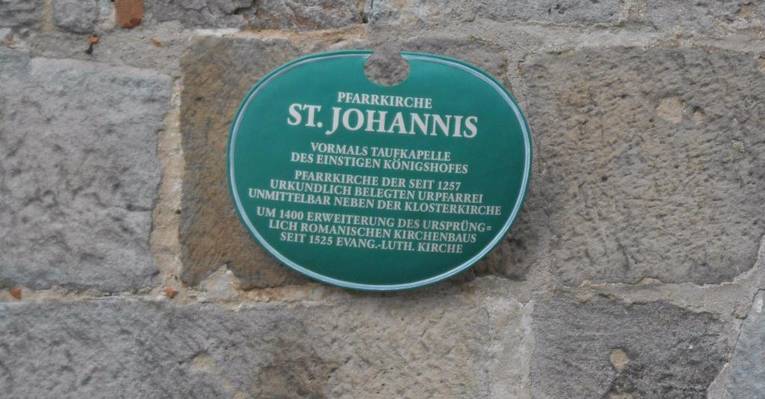 PFARRKIRCHE
ST. JOHANNIS
VORMALS TAUFKAPELLE
DES EINSTIGEN KÖNIGSHOFES
PFARRKIRCHE DER SEIT 1257
URKUNDLICH BELEGTEN URPFARREI
UNMITTELBAR NEBEN DER KLOSTERKIRCHE
UM 1400 ERWEITERUNG DES URSPRÜNG=
LICH ROMANISCHEN KIRCHENBAUS
SEIT 1525 EVANG.-LUTH. KIRCHE